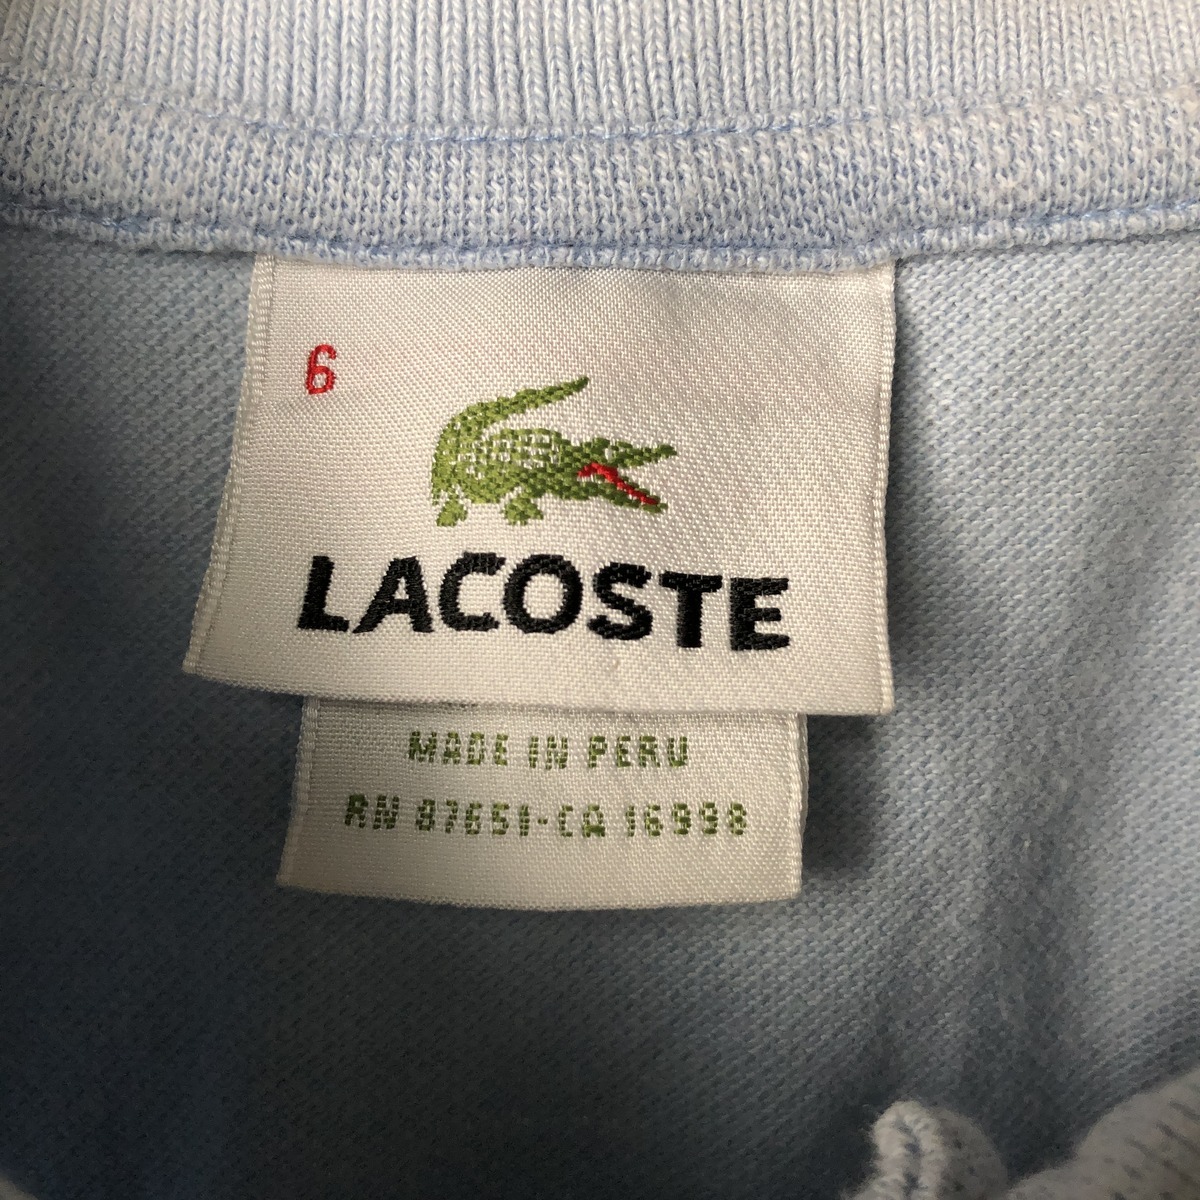 6
LACOSTE
MADE IN PERU
RN 87651-CA 16998